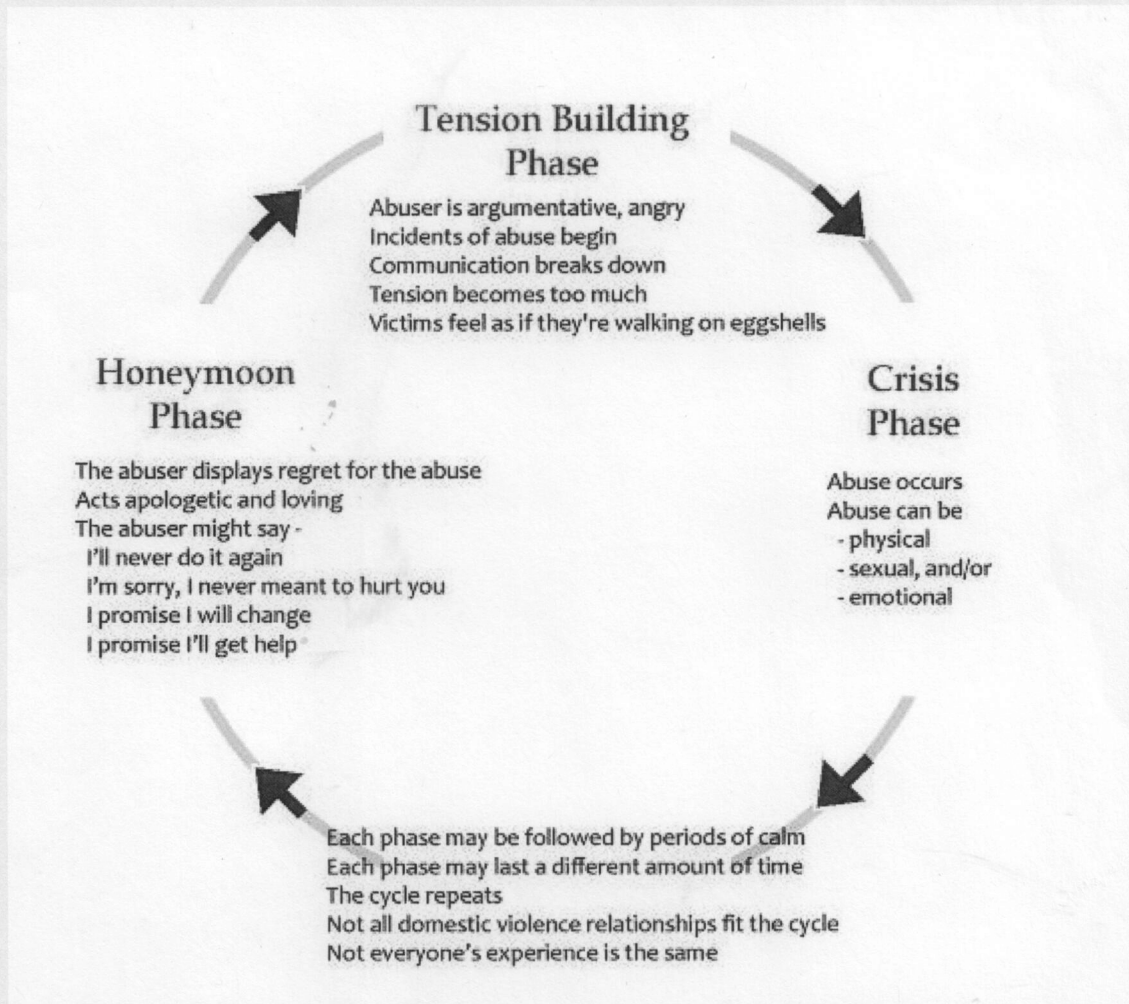 Tension Building
Phase
Abuser is argumentative, angry
Incidents of abuse begin
Communication breaks down
Tension becomes too much
Victims feel as if they're walking on eggshells
Honeymoon
Phase
The abuser displays regret for the abuse
Acts apologetic and loving
The abuser might say -
I'll never do it again
I'm sorry, I never meant to hurt you
I promise I will change
I promise I'll get help
Crisis
Phase
Abuse occurs
Abuse can be
- physical
- sexual, and/or
- emotional
Each phase may be followed by periods of calm
Each phase may last a different amount of time
The cycle repeats
Not all domestic violence relationships fit the cycle
Not everyone's experience is the same